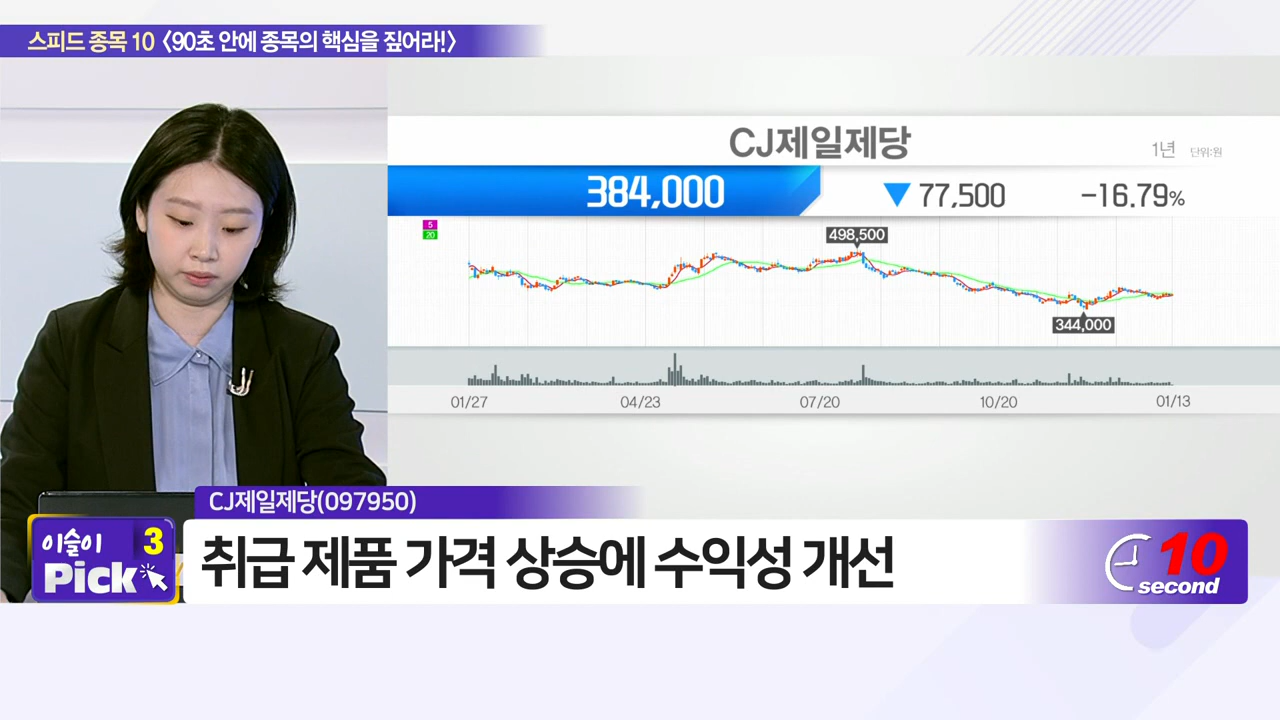 스피드 종목 10 〈90초 안에 종목의 핵심을 짚어라!〉
CJ제일제당
1년 단위:원
384,000 ▼ 77,500 -16.79%
5
20
498,500
344,000
01/27 04/23 07/20 10/20 01/13
CJ제일제당(097950)
이슬이 3
Pick
취급 제품 가격 상승에 수익성 개선
10
second